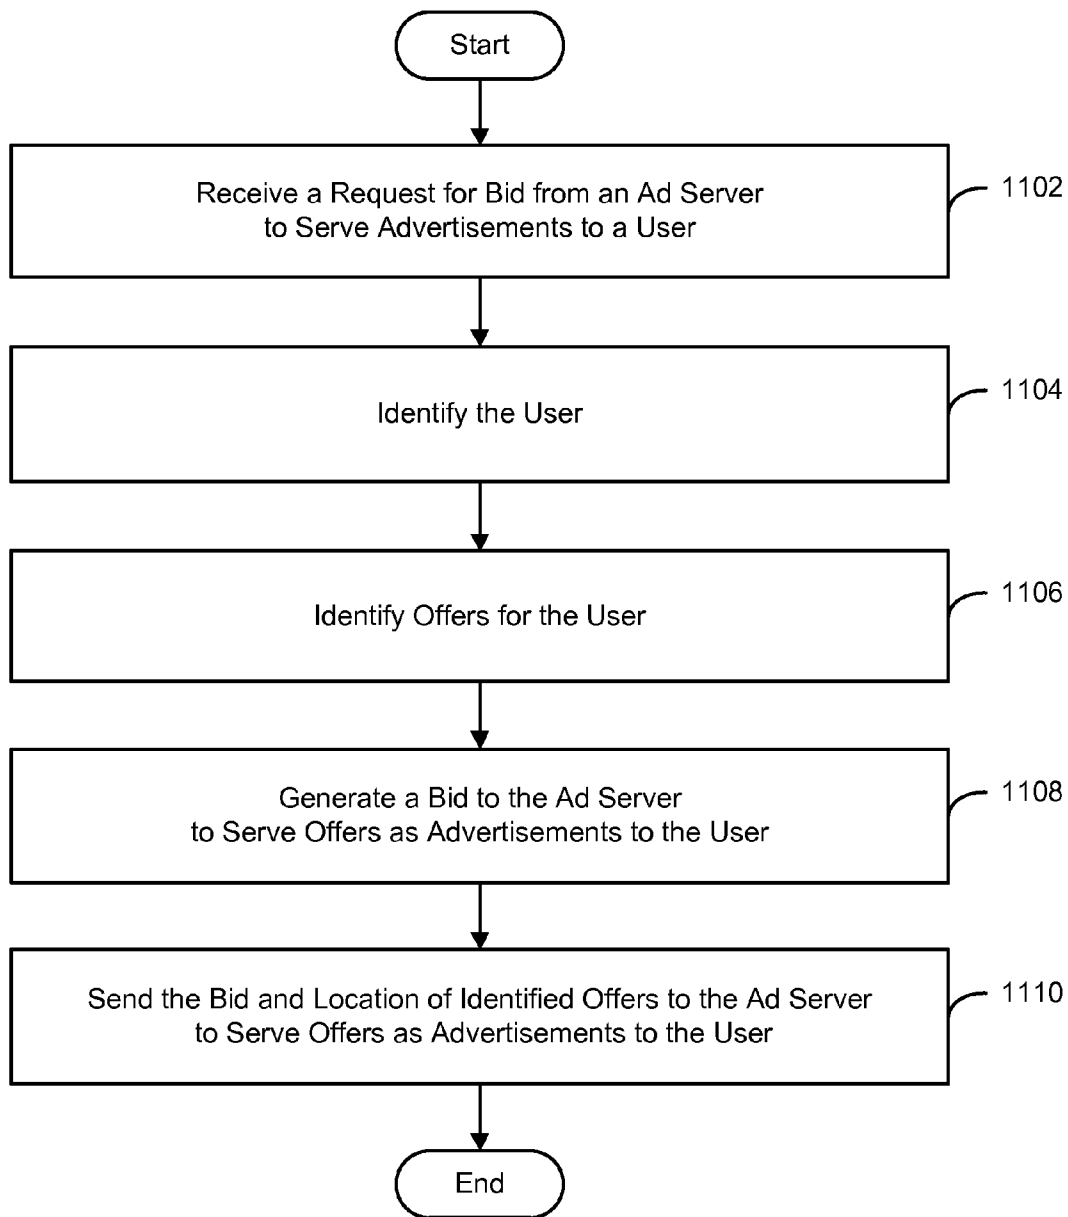 Start
Receive a Request for Bid from an Ad Server
to Serve Advertisements to a User
1102
Identify the User
1104
Identify Offers for the User
1106
Generate a Bid to the Ad Server
to Serve Offers as Advertisements to the User
1108
Send the Bid and Location of Identified Offers to the Ad Server
to Serve Offers as Advertisements to the User
1110
End